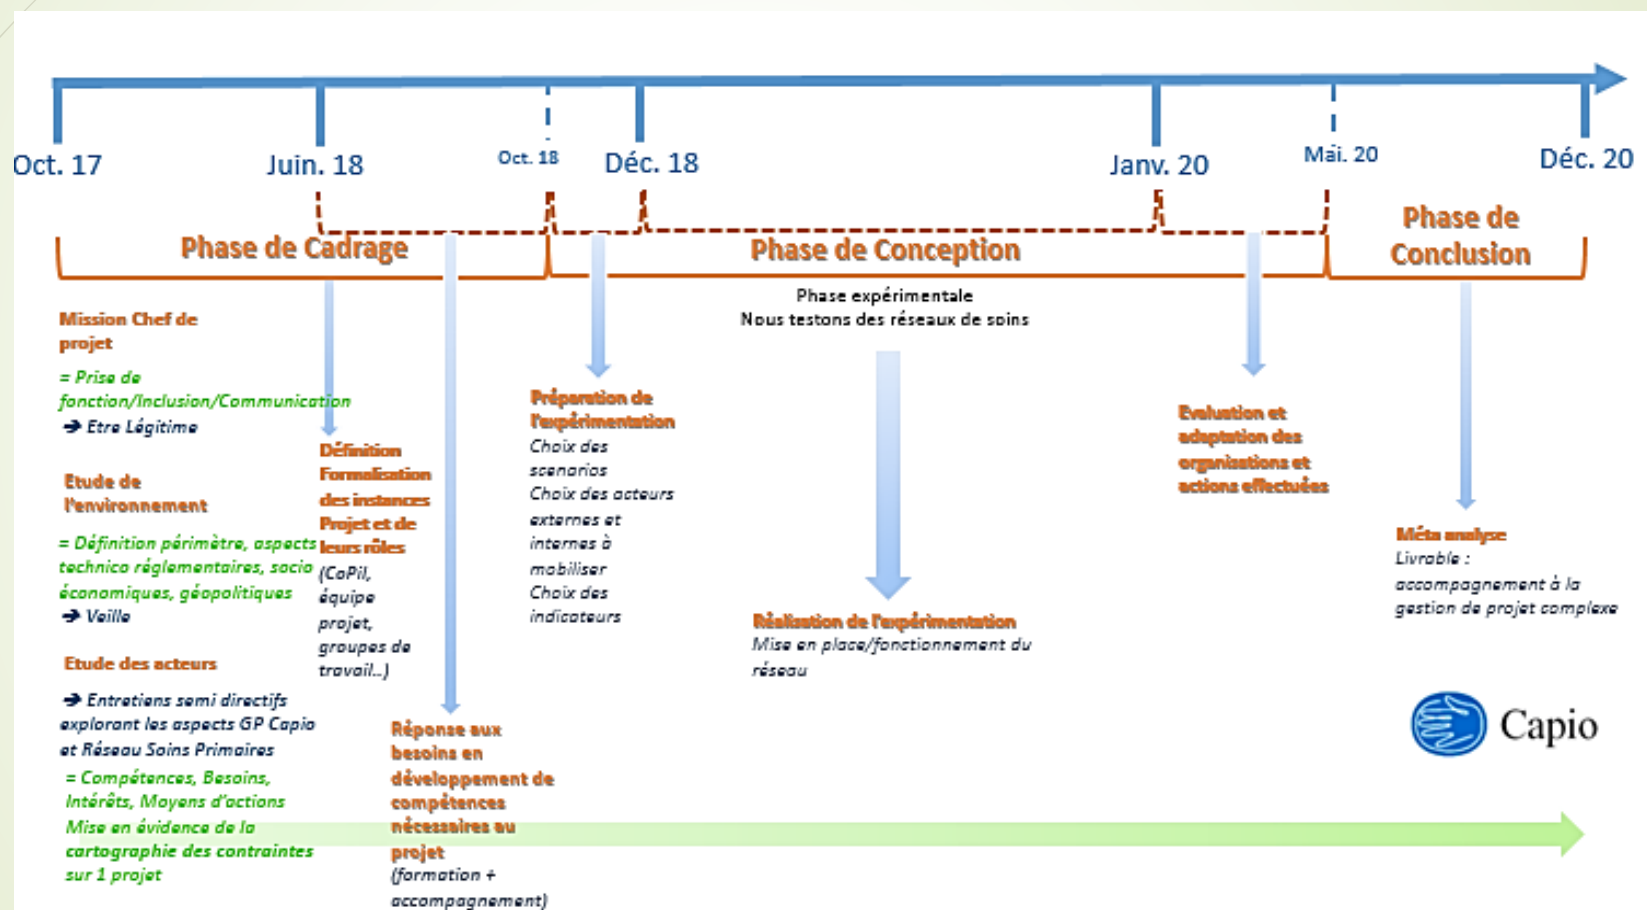 Oct. 17
Juin. 18
Oct. 18
Déc. 18
Janv. 20
Mai. 20
Déc. 20
Phase de Cadrage
Phase de Conception
Phase de
Conclusion
Phase expérimentale
Nous testons des réseaux de soins
Mission Chef de
projet
= Prise de
fonction/Inclusion/Communication
➔ Etre Légitime
Etude de
l'environnement
= Définition périmètre, aspects
technico réglementaires, socio
économiques, géopolitiques
➔ Veille
Etude des acteurs
➔ Entretiens semi directifs
explorant les aspects GP Capio
et Réseau Soins Primaires
= Compétences, Besoins,
Intérêts, Moyens d'actions
Mise en évidence de la
cartographie des contraintes
sur 1 projet
Définition
Formalisation
des instances
Projet et de
leurs rôles
(CoPil,
équipe
projet,
groupes de
travail..)
Réponse aux
besoins en
développement de
compétences
nécessaires au
projet
(formation +
accompagnement)
Préparation de
l'expérimentation
Choix des
scenarios
Choix des acteurs
externes et
internes à
mobiliser
Choix des
indicateurs
Réalisation de l'expérimentation
Mise en place/fonctionnement du
réseau
Evaluation et
adaptation des
organisations et
actions effectuées
Méta analyse
Livrable :
accompagnement à la
gestion de projet complexe
Capio